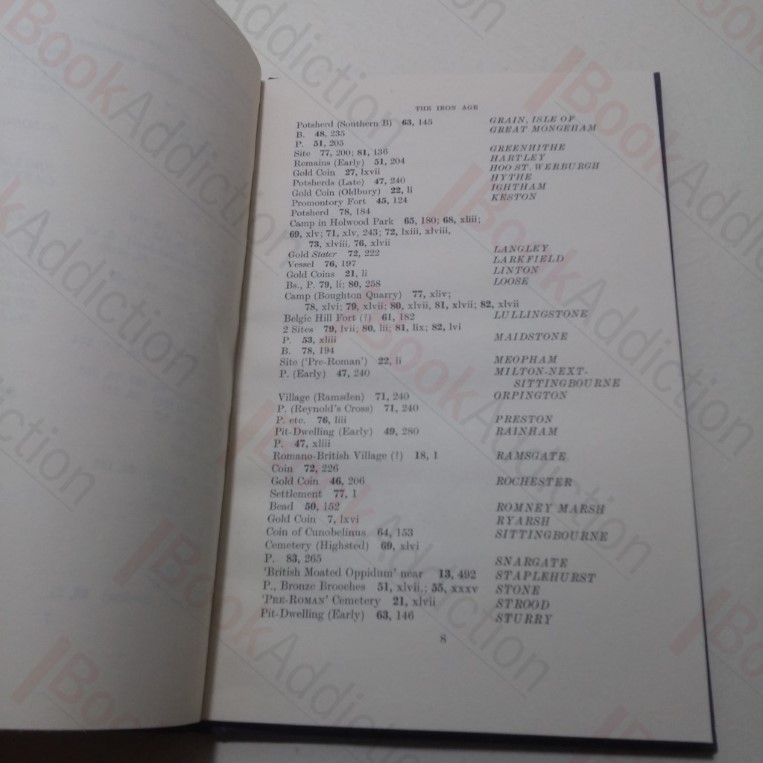 THE IRON AGE
Potsherd (Southern B) 63, 145 GRAIN, ISLE OF
B. 48, 235 GREAT MONGEHAM
P. 51, 205
Site 77, 200; 81, 156 GREENHITHE
Remains (Early) 51, 204 HARTLEY
Gold Coin 27, lxvii HOO ST. WERBURGH
Potsherds (Late) 47, 240 HYTHE
Gold Coin (Oldbury) 22, li IGHTHAM
Promontory Fort 45, 124 KESTON
Potsherd 78, 184
Camp in Holwood Park 65, 180; 68, xliii;
69, xlv; 71, xlv, 243; 72, lxiii, xlviii,
73, xlviii, 76, xlvii
Gold Stater 72, 222 LANGLEY
Vessel 76, 197 LARKFIELD
Gold Coins 21, li LINTON
Bs., P. 79, li; 80, 258 LOOSE
Camp (Boughton Quarry) 77, xliv;
78, xlvi; 79, xlvii; 80, xlvii, 81, xlvii; 82, xlvii
Belgic Hill Fort (?) 61, 182 LULLINGSTONE
2 Sites 79, lvii; 80, lii; 81, lix; 82, lvi
P. 53, xliii MAIDSTONE
B. 78, 194
Site ('Pre-Roman') 22, li MEOPHAM
P. (Early) 47, 240 MILTON-NEXT-
SITTINGBOURNE
Village (Ramsden) 71, 240 ORPINGTON
P. (Reynold's Cross) 71, 240
P. etc. 76, liii PRESTON
Pit-Dwelling (Early) 49, 280 RAINHAM
P. 47, xliii
Romano-British Village (?) 18, 1 RAMSGATE
Coin 72, 226
Gold Coin 46, 206 ROCHESTER
Settlement 77, 1
Bead 50, 152 ROMNEY MARSH
Gold Coin 7, lxvi RYARSH
Coin of Cunobelinus 64, 153 SITTINGBOURNE
Cemetery (Highsted) 69, xlvi
P. 83, 265 SNARGATE
'British Moated Oppidum' near 13, 492 STAPLEHURST
P., Bronze Brooches 51, xlvii,; 55, xxxv STONE
'PRE-ROMAN' Cemetery 21, xlvii STROOD
Pit-Dwelling (Early) 63, 146 STURRY
8
BookAddiction